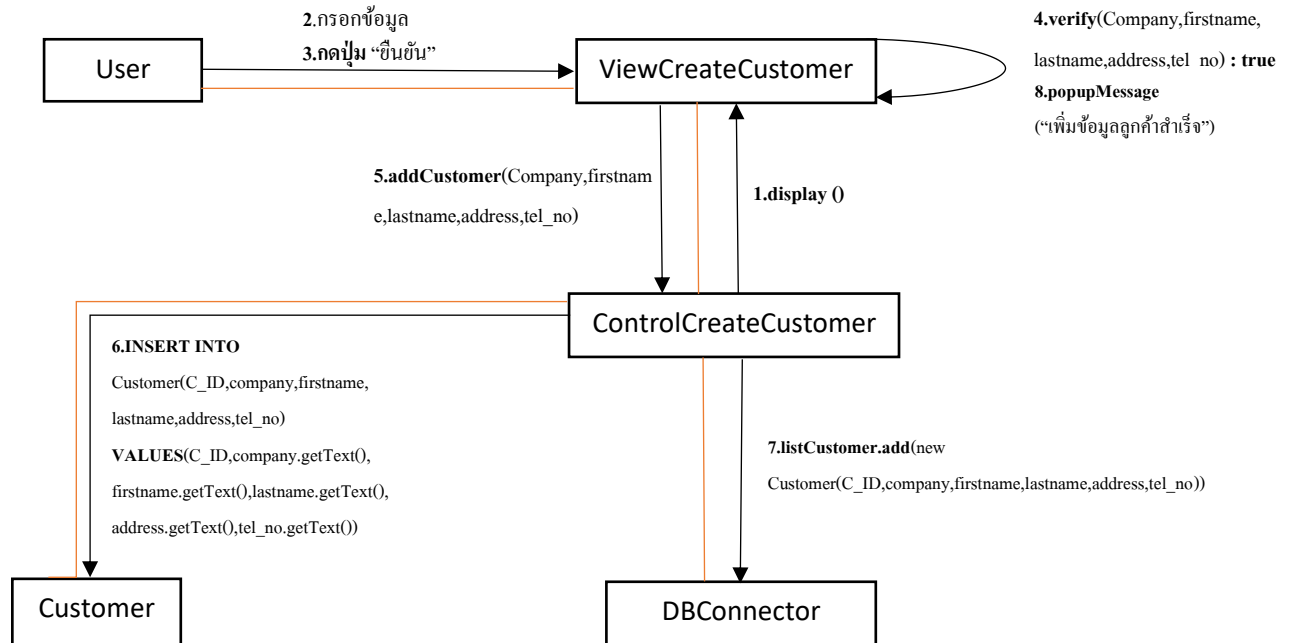 2.กรอกข้อมูล
3.กดปุ่ม “ยืนยัน”
User
ViewCreateCustomer
4.verify(Company,firstname,
lastname,address,tel_no) : true
8.popupMessage
(“เพิ่มข้อมูลลูกค้าสำเร็จ”)
5.addCustomer(Company,firstnam
e,lastname,address,tel_no)
1.display ()
ControlCreateCustomer
6.INSERT INTO
Customer(C_ID,company,firstname,
lastname,address,tel_no)
VALUES(C_ID,company.getText(),
firstname.getText(),lastname.getText(),
address.getText(),tel_no.getText())
7.listCustomer.add(new
Customer(C_ID,company,firstname,lastname,address,tel_no))
Customer
DBConnector